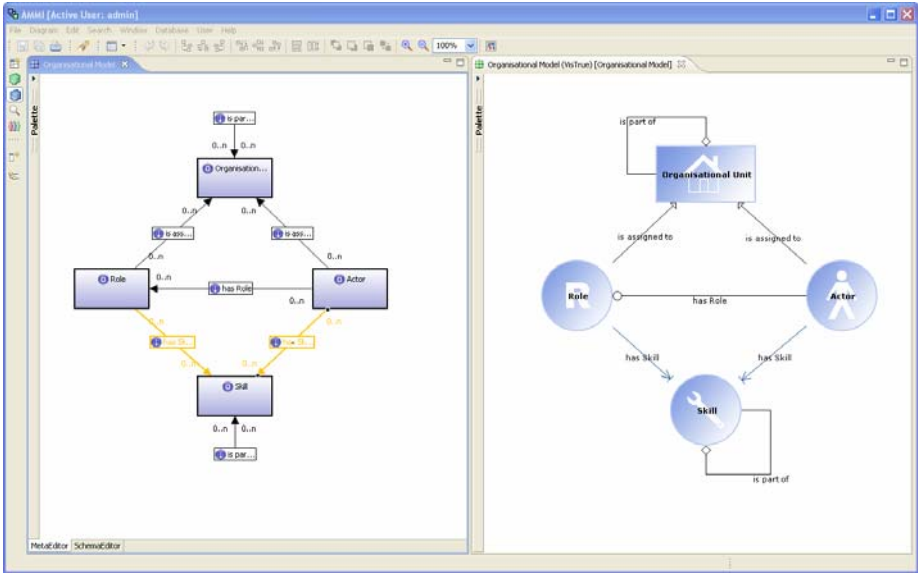 AMMI [Active User: admin]
File Diagram Edit Search Window Database User Help
100%
Organisational Model
Organisational Model (VisTrue) [Organisational Model]
Palette
is par...
0..n 0..n
Organisation...
0..n 0..n
is ass... is ass...
0..n 0..n
Role
0..n
has Role
0..n
Actor
0..n 0..n
has Sk... has Sk...
0..n 0..n
Skill
0..n 0..n
is par...
MetaEditor SchemaEditor
Palette
is part of
Organisational Unit
is assigned to is assigned to
R
Role
has Role
Actor
has Skill has Skill
Skill
is part of